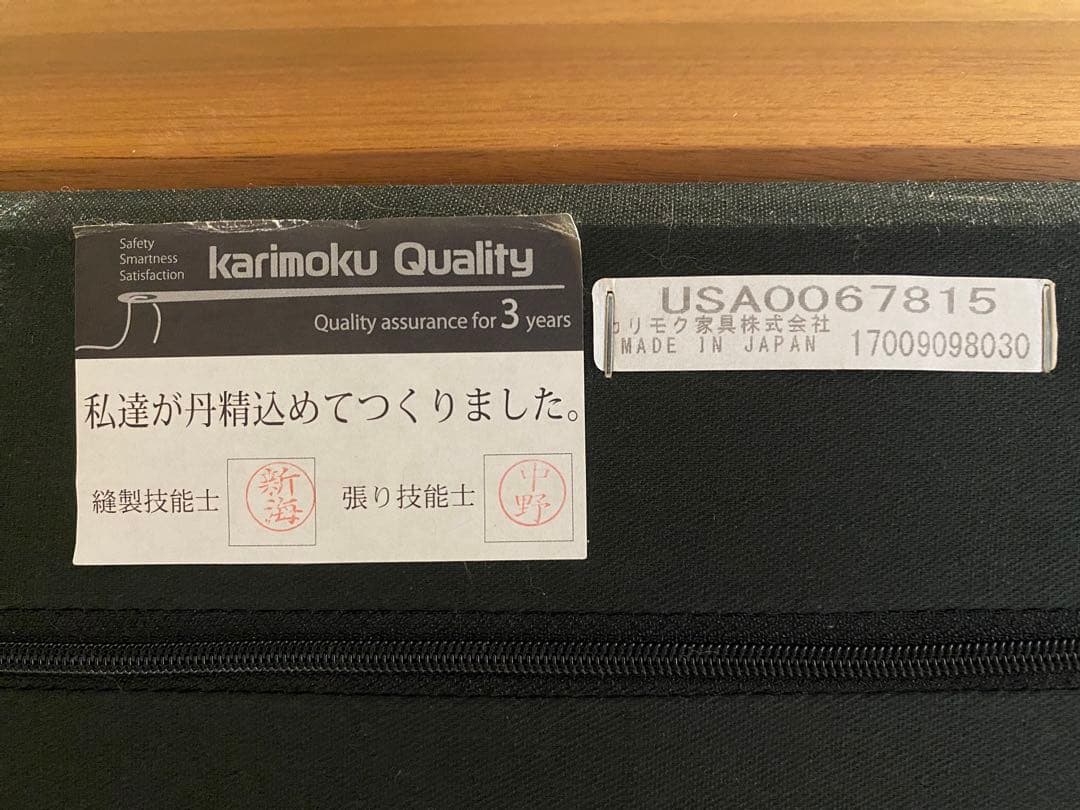 Safety
Smartness
Satisfaction
karimoku Quality
Quality assurance for 3 years
私達が丹精込めてつくりました。
縫製技能士
新海
張り技能士
中野
USA0067815
カリモク家具株式会社
MADE IN JAPAN 17009098030